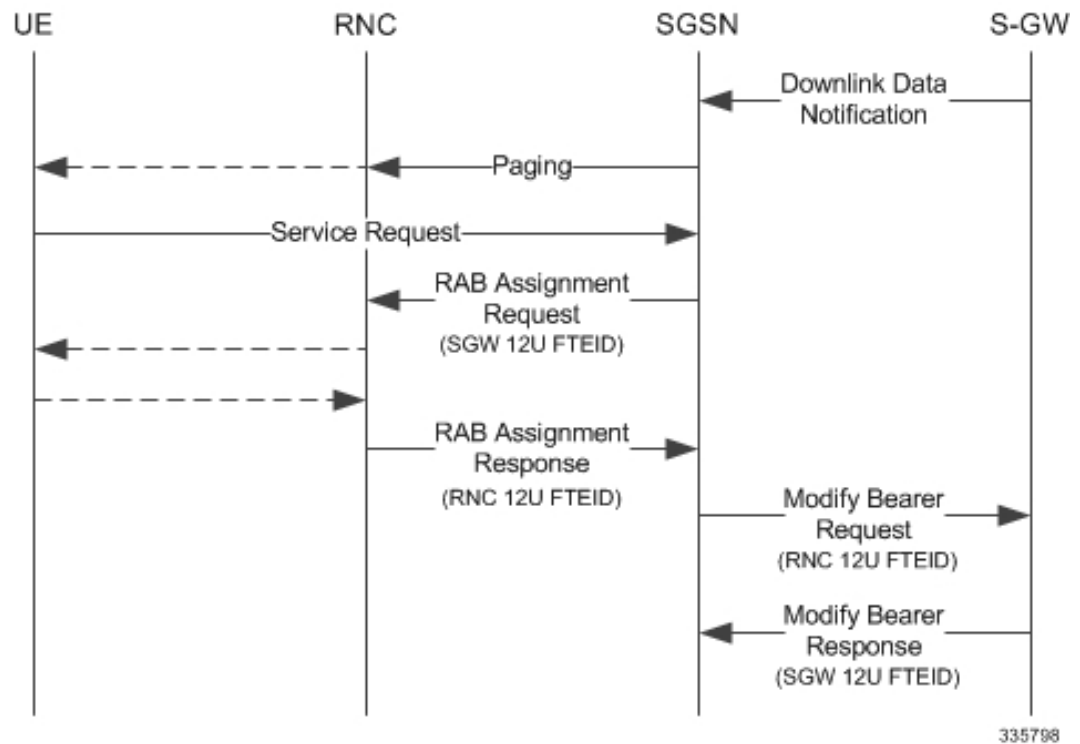 UE RNC SGSN S-GW
Downlink Data
Notification
Paging
Service Request
RAB Assignment
Request
(SGW 12U FTEID)
RAB Assignment
Response
(RNC 12U FTEID)
Modify Bearer
Request
(RNC 12U FTEID)
Modify Bearer
Response
(SGW 12U FTEID)
335798